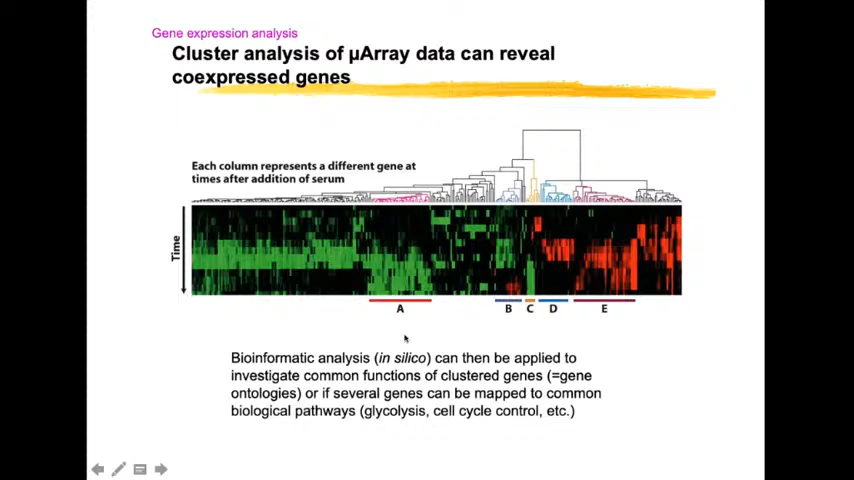 Gene expression analysis
Cluster analysis of µArray data can reveal
coexpressed genes
Each column represents a different gene at
times after addition of serum
Time
A
B
C
D
E
Bioinformatic analysis (in silico) can then be applied to
investigate common functions of clustered genes (=gene
ontologies) or if several genes can be mapped to common
biological pathways (glycolysis, cell cycle control, etc.)